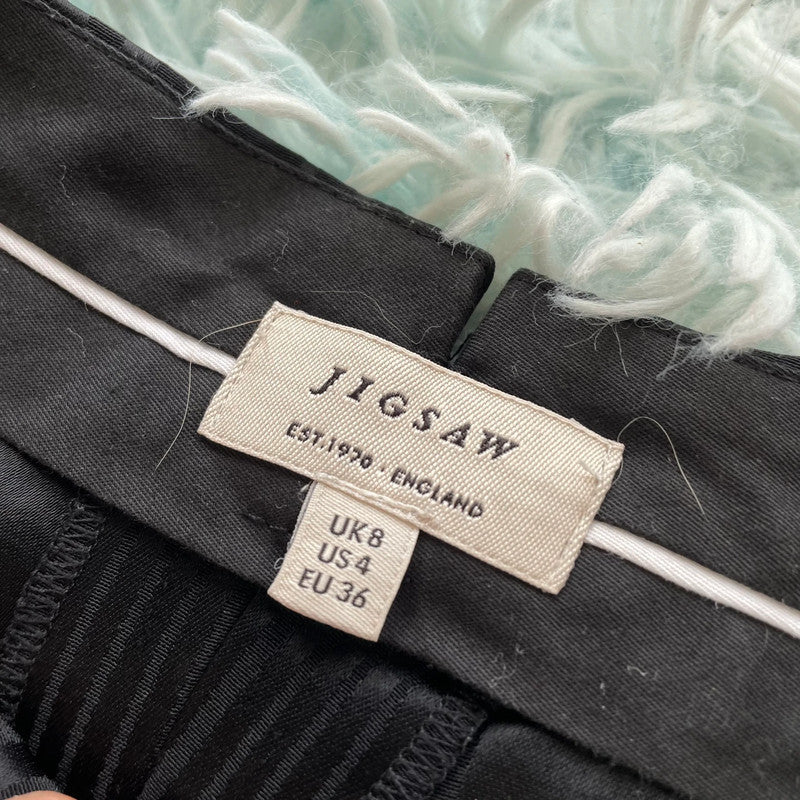 JIGSAW
EST.1970 · ENGLAND
UK 8
US 4
EU 36